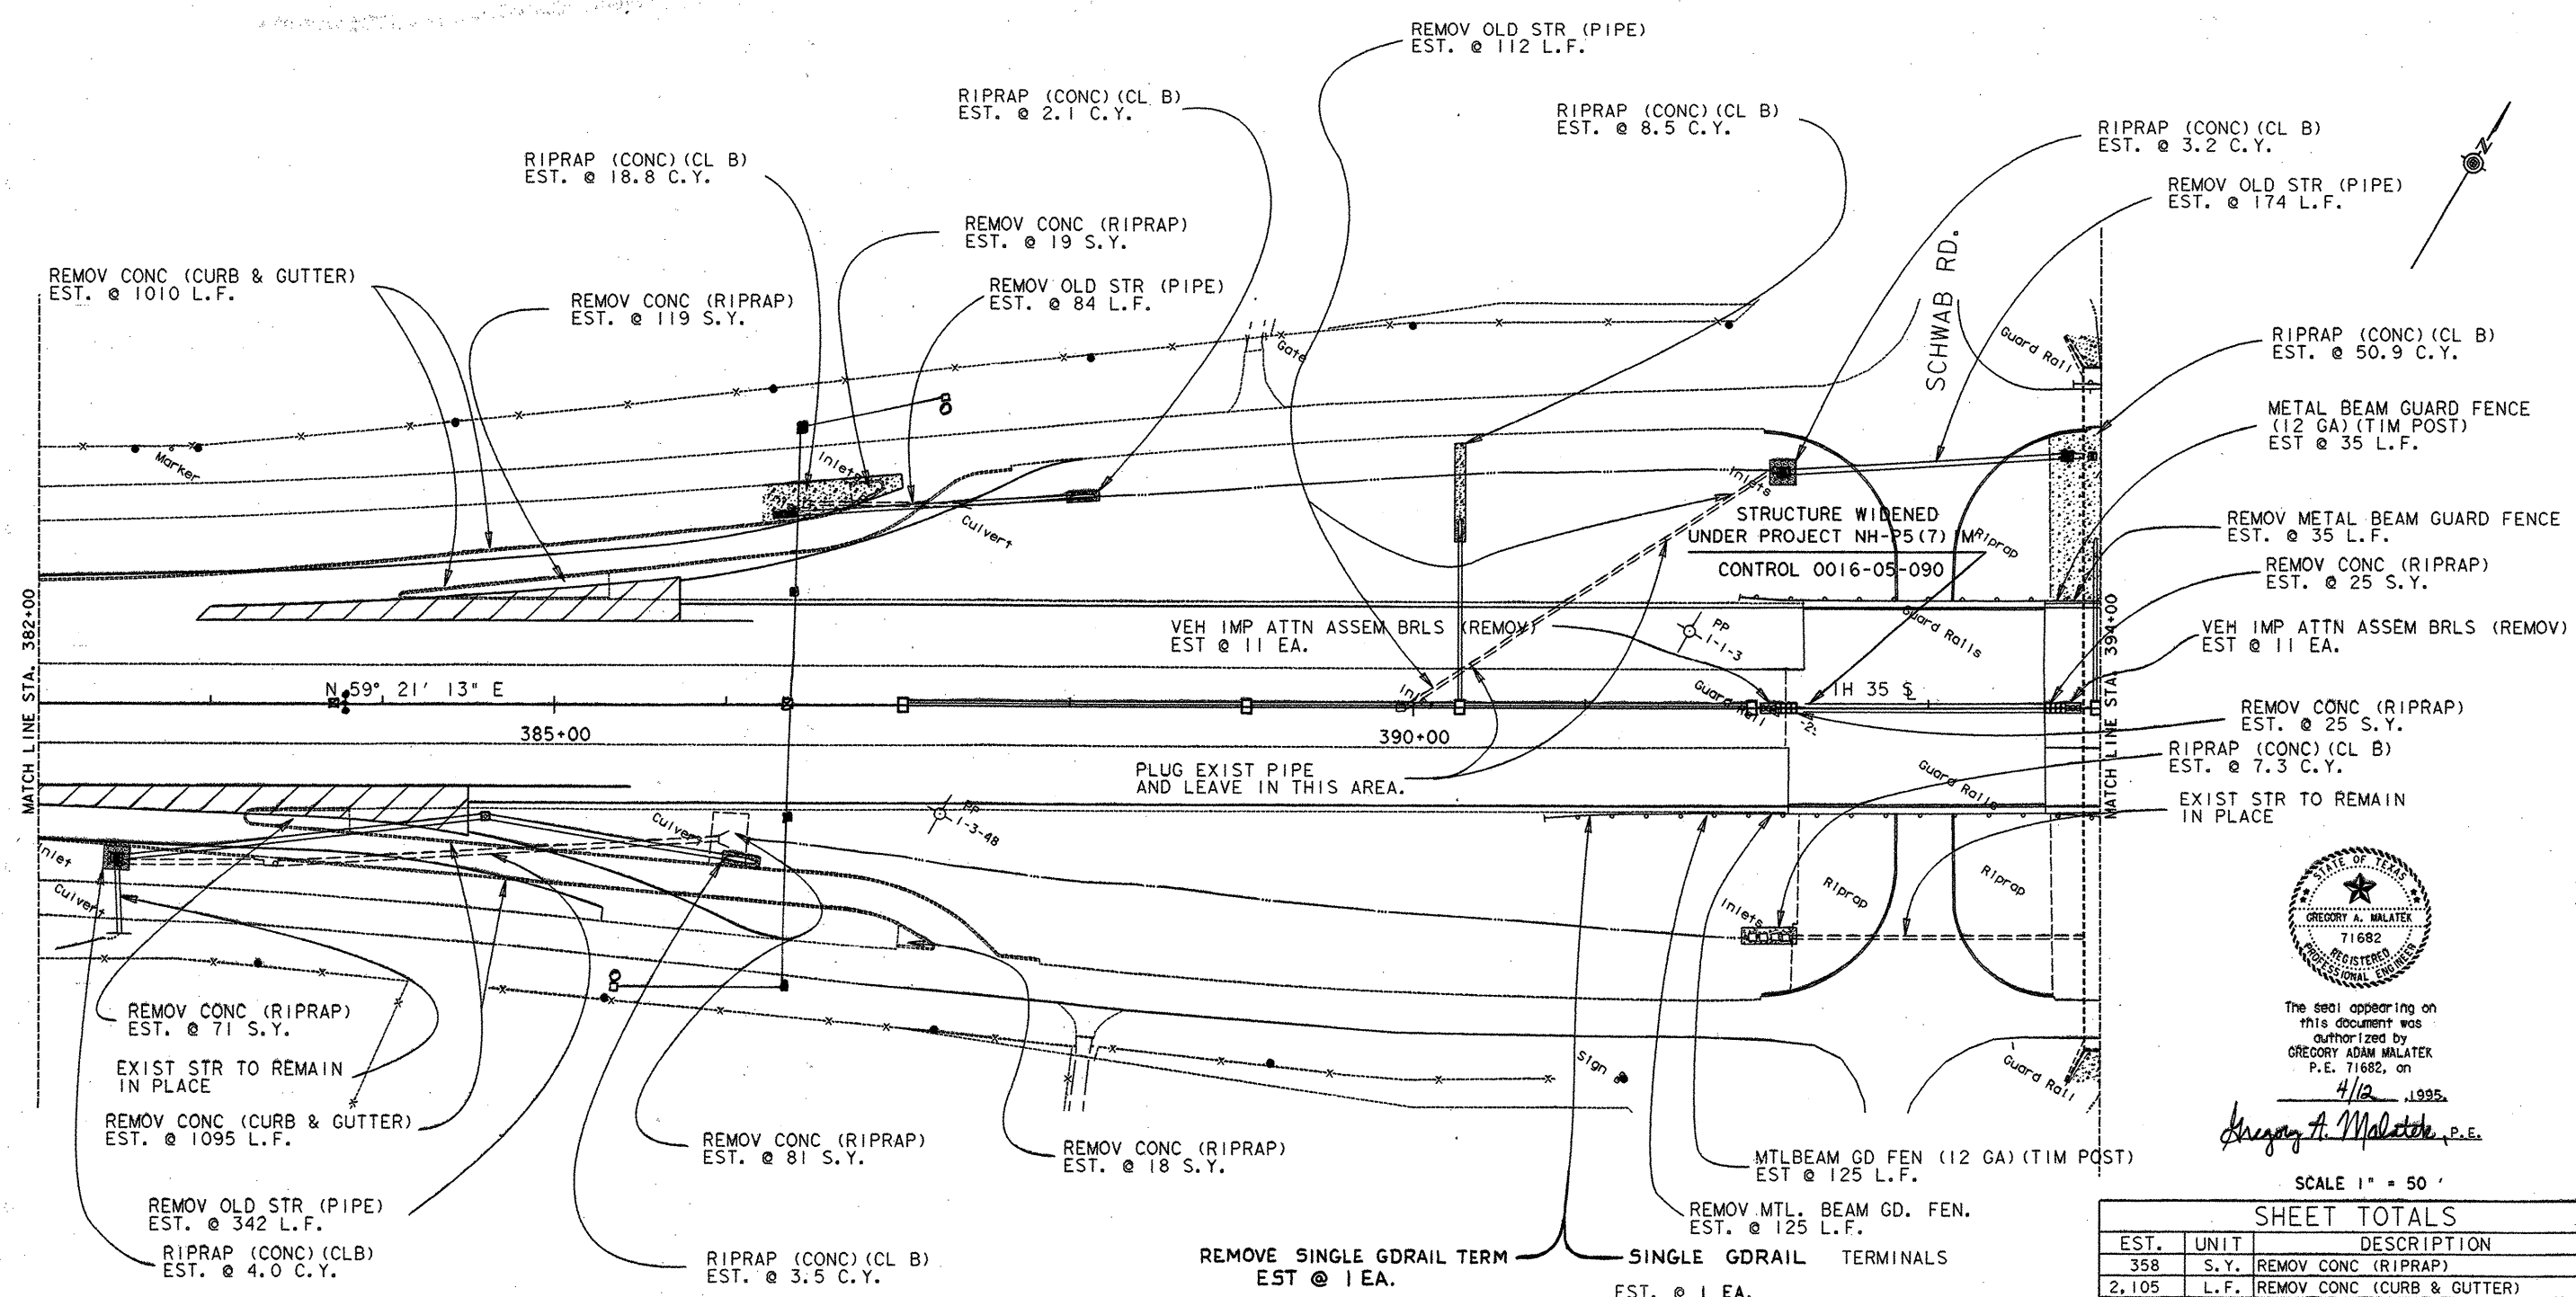 REMOV OLD STR (PIPE)
EST. @ 112 L.F.
RIPRAP (CONC)(CL B)
EST. @ 2.1 C.Y.
RIPRAP (CONC)(CL B)
EST. @ 8.5 C.Y.
RIPRAP (CONC)(CL B)
EST. @ 3.2 C.Y.
RIPRAP (CONC)(CL B)
EST. @ 18.8 C.Y.
REMOV OLD STR (PIPE)
EST. @ 174 L.F.
N
REMOV CONC (RIPRAP)
EST. @ 19 S.Y.
REMOV CONC (CURB & GUTTER)
EST. @ 1010 L.F.
REMOV CONC (RIPRAP)
EST. @ 119 S.Y.
REMOV OLD STR (PIPE)
EST. @ 84 L.F.
SCHWAB RD.
Gate
Guard Rail
RIPRAP (CONC)(CL B)
EST. @ 50.9 C.Y.
METAL BEAM GUARD FENCE
(12 GA)(TIM POST)
EST @ 35 L.F.
Marker
Inlets
Inlets
Culvert
STRUCTURE WIDENED
UNDER PROJECT NH-P5(7) IM
CONTROL 0016-05-090
Riprap
REMOV METAL BEAM GUARD FENCE
EST. @ 35 L.F.
REMOV CONC (RIPRAP)
EST. @ 25 S.Y.
VEH IMP ATTN ASSEM BRLS (REMOV)
EST @ 11 EA.
PP
1-1-3
Guard Rails
VEH IMP ATTN ASSEM BRLS (REMOV)
EST @ 11 EA.
MATCH LINE STA. 382+00
MATCH LINE STA. 394+00
N 59° 21' 13" E
Guard Rail
IH 35 ℄
385+00
390+00
REMOV CONC (RIPRAP)
EST. @ 25 S.Y.
RIPRAP (CONC)(CL B)
EST. @ 7.3 C.Y.
PLUG EXIST PIPE
AND LEAVE IN THIS AREA.
Guard Rails
EXIST STR TO REMAIN
IN PLACE
PP
1-3-48
Culvert
Inlet
Culvert
Inlets
Riprap
Riprap
STATE OF TEXAS
GREGORY A. MALATEK
71682
REGISTERED
PROFESSIONAL ENGINEER
The seal appearing on
this document was
authorized by
GREGORY ADAM MALATEK
P.E. 71682, on
4/12 ,1995.
Gregory A. Malatek, P.E.
REMOV CONC (RIPRAP)
EST. @ 71 S.Y.
EXIST STR TO REMAIN
IN PLACE
Sign
Guard Rail
REMOV CONC (CURB & GUTTER)
EST. @ 1095 L.F.
REMOV CONC (RIPRAP)
EST. @ 81 S.Y.
REMOV CONC (RIPRAP)
EST. @ 18 S.Y.
MTLBEAM GD FEN (12 GA)(TIM POST)
EST @ 125 L.F.
REMOV OLD STR (PIPE)
EST. @ 342 L.F.
REMOV MTL. BEAM GD. FEN.
EST. @ 125 L.F.
RIPRAP (CONC)(CLB)
EST. @ 4.0 C.Y.
RIPRAP (CONC)(CL B)
EST. @ 3.5 C.Y.
REMOVE SINGLE GDRAIL TERM
EST @ 1 EA.
SINGLE GDRAIL TERMINALS
EST. @ 1 EA.
SCALE 1" = 50 '
SHEET TOTALS
EST. UNIT DESCRIPTION
358 S.Y. REMOV CONC (RIPRAP)
2,105 L.F. REMOV CONC (CURB & GUTTER)